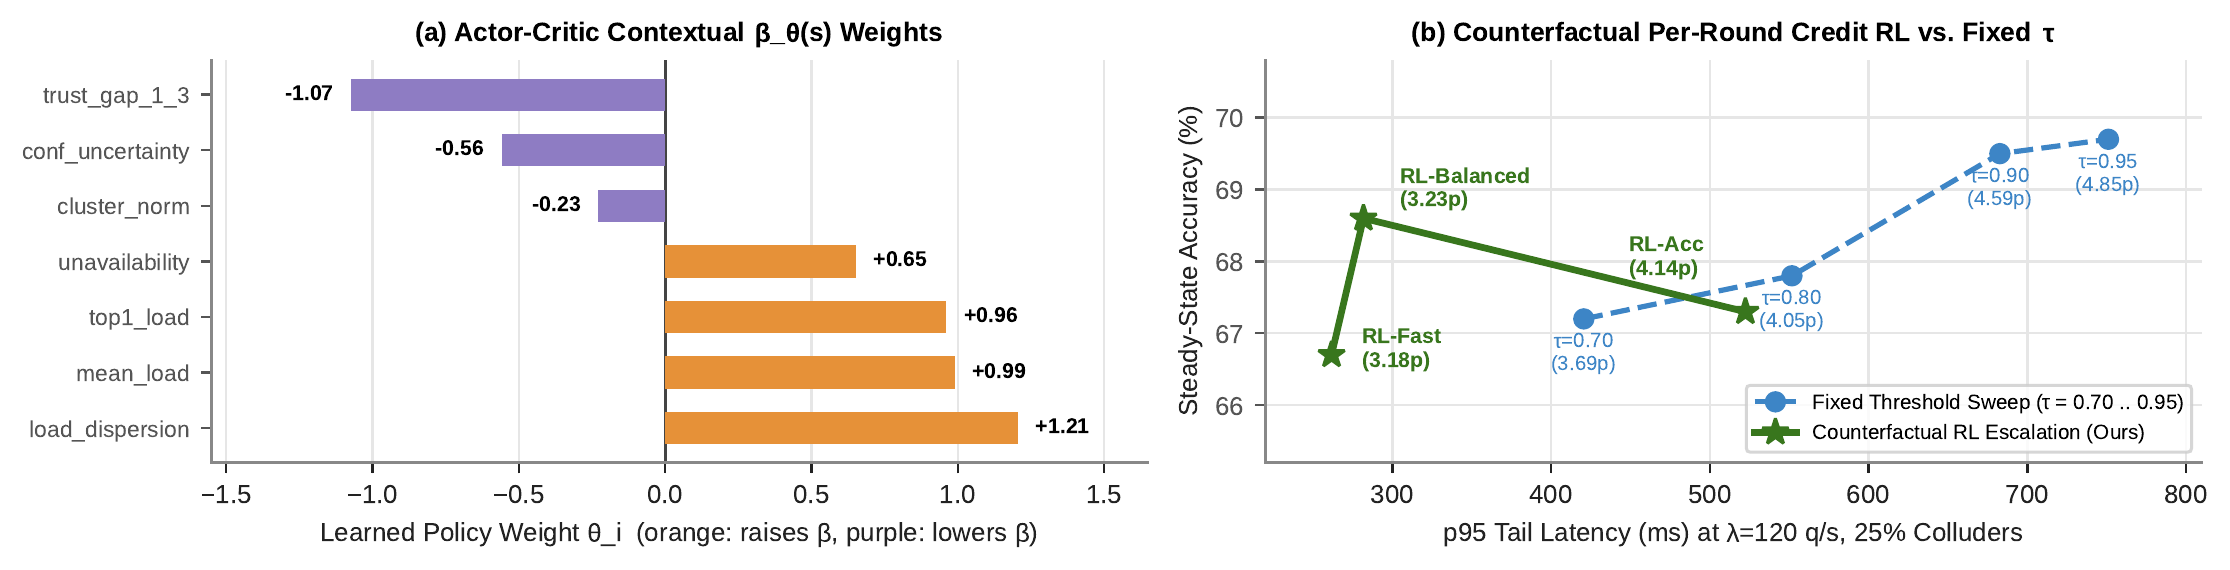 (a) Actor-Critic Contextual β_θ(s) Weights
trust_gap_1_3
conf_uncertainty
cluster_norm
unavailability
top1_load
mean_load
load_dispersion
-1.07
-0.56
-0.23
+0.65
+0.96
+0.99
+1.21
−1.5
−1.0
−0.5
0.0
0.5
1.0
1.5
Learned Policy Weight θ_i (orange: raises β, purple: lowers β)
(b) Counterfactual Per-Round Credit RL vs. Fixed τ
Steady-State Accuracy (%)
70
69
68
67
66
RL-Balanced
(3.23p)
RL-Acc
(4.14p)
RL-Fast
(3.18p)
τ=0.70
(3.69p)
τ=0.80
(4.05p)
τ=0.90
(4.59p)
τ=0.95
(4.85p)
Fixed Threshold Sweep (τ = 0.70 .. 0.95)
Counterfactual RL Escalation (Ours)
300
400
500
600
700
800
p95 Tail Latency (ms) at λ=120 q/s, 25% Colluders